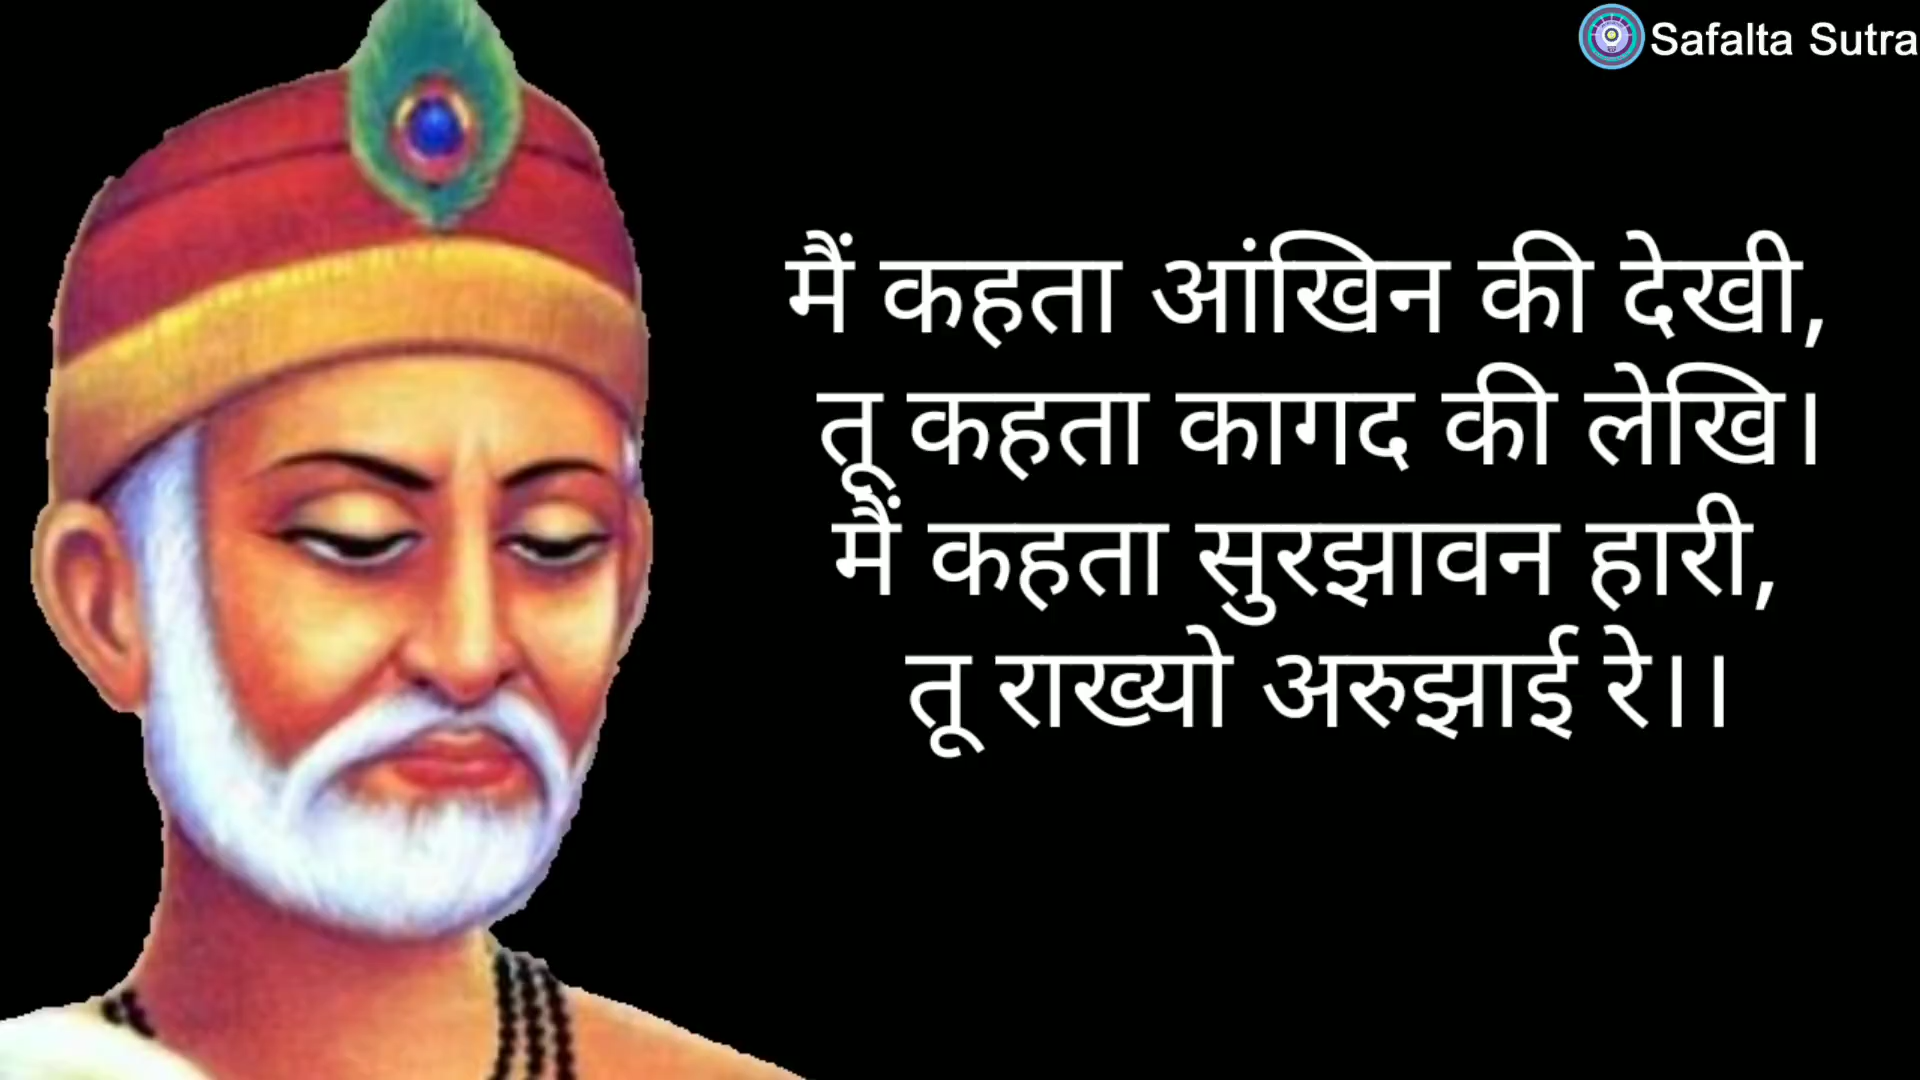 Safalta Sutra
मैं कहता आंखिन की देखी,
तू कहता कागद की लेखि।
मैं कहता सुरझावन हारी,
तू राख्यो अरुझाई रे।।